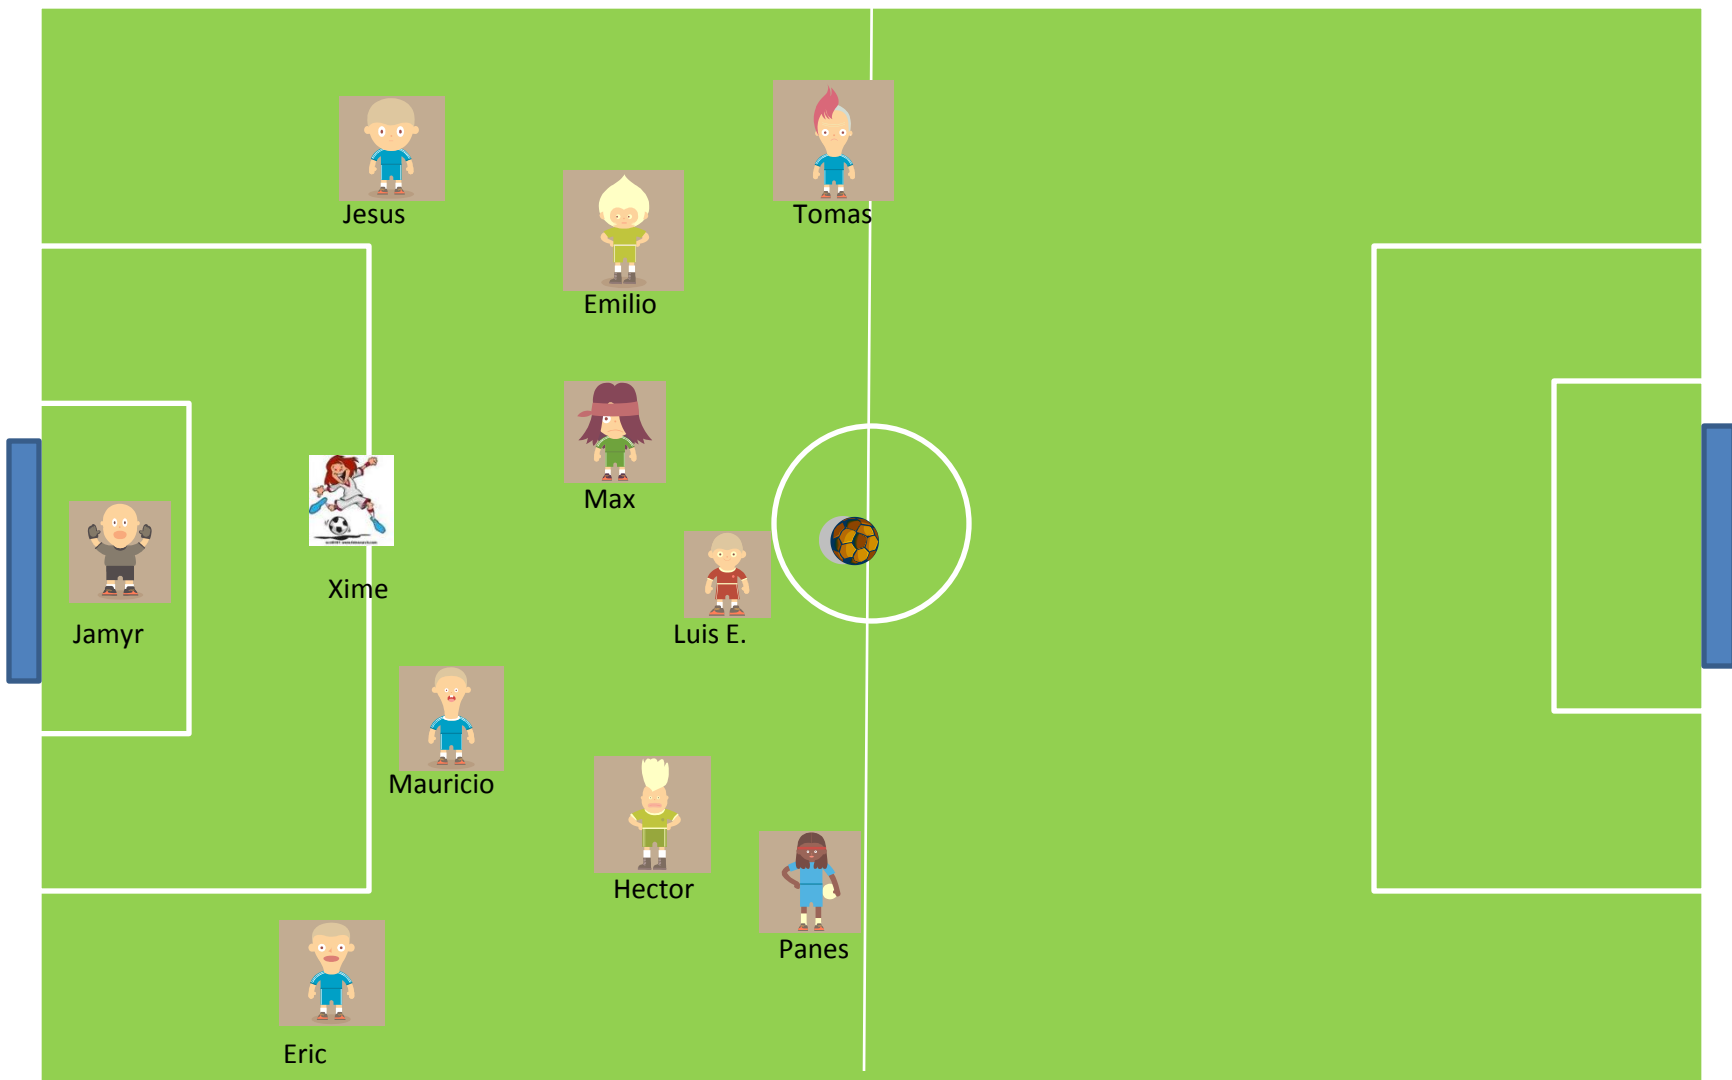 Jesus
Tomas
Emilio
Max
Xime
Jamyr
Luis E.
Mauricio
Hector
Panes
Eric